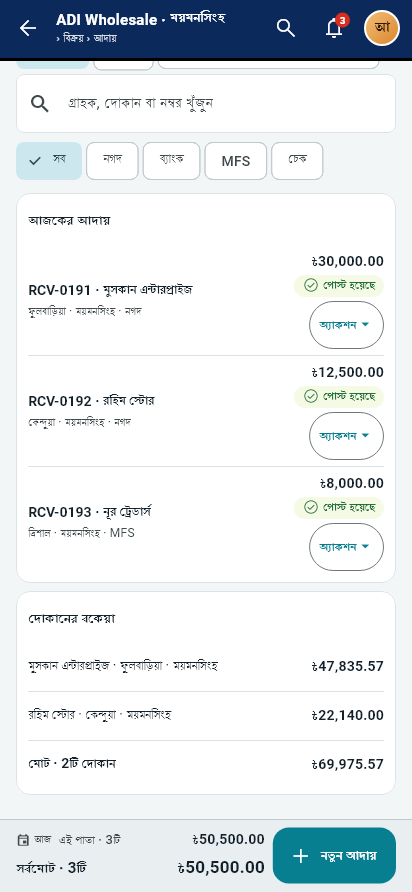 ADI Wholesale · ময়মনসিংহ
› বিক্রয় › আদায়
3
আ
গ্রাহক, দোকান বা নম্বর খুঁজুন
সব
নগদ
ব্যাংক
MFS
চেক
আজকের আদায়
৳30,000.00
RCV-0191 · মুসকান এন্টারপ্রাইজ
পোস্ট হয়েছে
ফুলবাড়িয়া · ময়মনসিংহ · নগদ
অ্যাকশন
৳12,500.00
RCV-0192 · রহিম স্টোর
পোস্ট হয়েছে
কেন্দুয়া · ময়মনসিংহ · নগদ
অ্যাকশন
৳8,000.00
RCV-0193 · নূর ট্রেডার্স
পোস্ট হয়েছে
ত্রিশাল · ময়মনসিংহ · MFS
অ্যাকশন
দোকানের বকেয়া
মুসকান এন্টারপ্রাইজ · ফুলবাড়িয়া · ময়মনসিংহ ৳47,835.57
রহিম স্টোর · কেন্দুয়া · ময়মনসিংহ ৳22,140.00
মোট · 2টি দোকান ৳69,975.57
আজ এই পাতা · 3টি ৳50,500.00
সর্বমোট · 3টি ৳50,500.00
নতুন আদায়